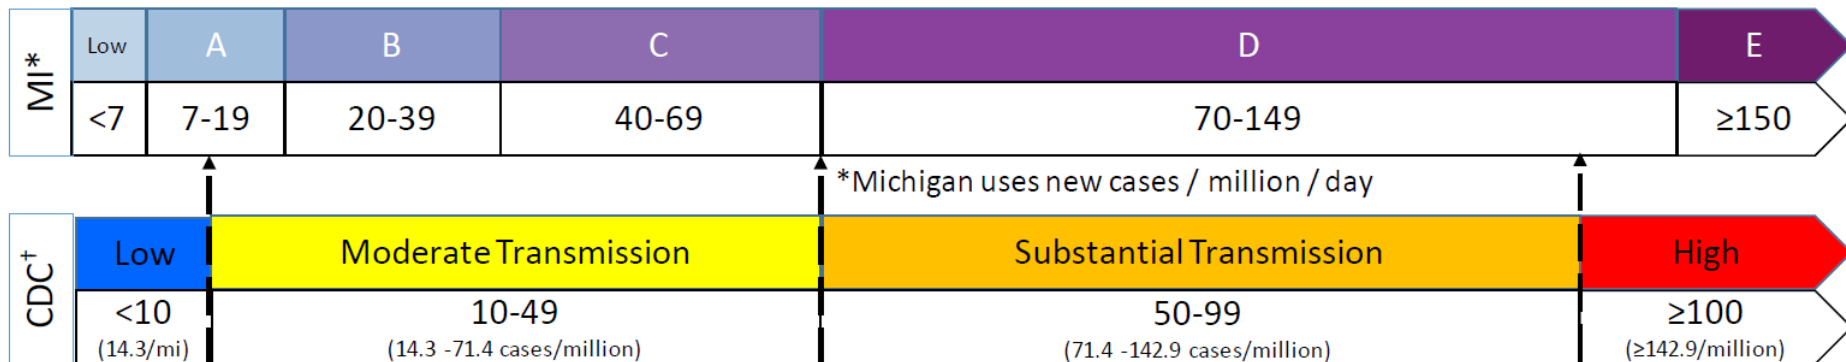 MI*
Low A B C D E
<7 7-19 20-39 40-69 70-149 ≥150
*Michigan uses new cases / million / day
CDC†
Low Moderate Transmission Substantial Transmission High
<10 10-49 50-99 ≥100
(14.3/mi) (14.3 -71.4 cases/million) (71.4 -142.9 cases/million) (≥142.9/million)